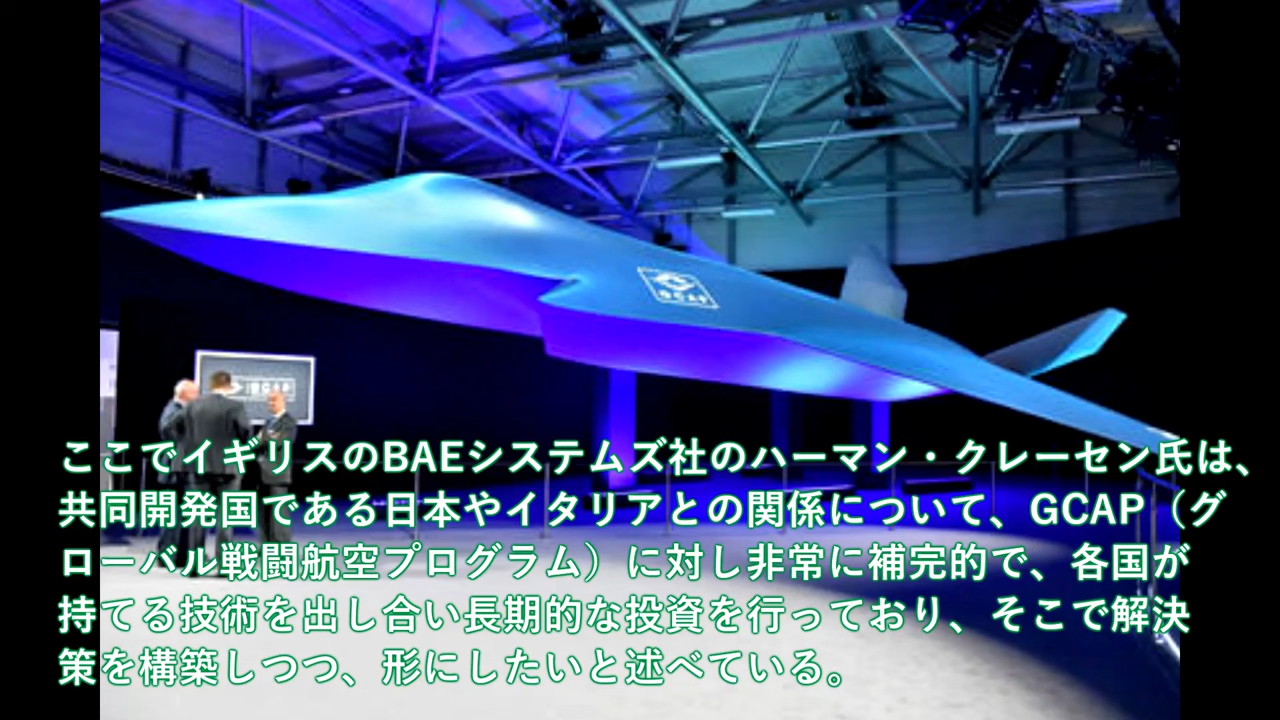 GCAP
GCAP
ここでイギリスのBAEシステムズ社のハーマン・クレーセン氏は、
共同開発国である日本やイタリアとの関係について、GCAP（グ
ローバル戦闘航空プログラム）に対し非常に補完的で、各国が
持てる技術を出し合い長期的な投資を行っており、そこで解決
策を構築しつつ、形にしたいと述べている。